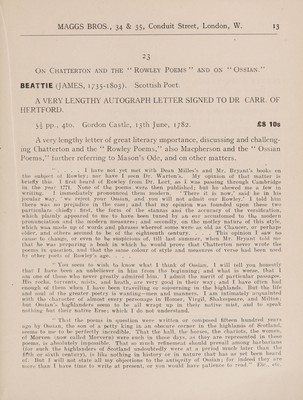 MAGGS BROS., 34 & 35, Conduit Street, London, W. 13
23
ON CHATTERTON AND THE "ROWLEY POEMS" AND ON "OSSIAN."
BEATTIE (JAMES, 1735-1803). Scottish Poet.
A VERY LENGTHY AUTOGRAPH LETTER SIGNED TO DR CARR, OF
HERTFORD.
5½ pp., 4to. Gordon Castle, 13th June, 1782. £8 10s
A very lengthy letter of great literary importance, discussing and challeng-
ing Chatterton and the "Rowley Poems," also Macpherson and the "Ossian
Poems," further referring to Mason's Ode, and on other matters.
I have not yet met with Dean Milles's and Mr. Bryant's books on
the subject of Rowley; nor have I seen Dr. Warton's. My opinion of that matter is
briefly this. I first heard of Rowley from Dr. Lort, as I was passing through Cambridge
in the year 1775. None of the poems were then published; but he shewed me a few in
writing. I immediately pronounced them modern. 'There it is now,' said he in his
jocular way, 'we reject your Ossian, and you will not admit our Rowley.' I told him
there was no prejudice in the case; and that my opinion was founded upon these two
particulars chiefly: first, the form of the stanzas and the accuracy of the versification,
which plainly appeared to me to have been tuned by an ear accustomed to the modern
pronunciation and the modern measures; and second, on the motley nature of this style,
which was made up of words and phrases whereof some were as old as Chaucer, or perhaps
older, and others seemed to be of the eighteenth century. This opinion I saw no
cause to change, or even to be suspicious of, till last summer, when Mr. Bryant told me
that he was preparing a book in which he would prove that Chatterton never wrote the
poems in question, and that the same colour of versification and style had been used
by other poets of Rowley's age.
"You seem to wish to know what I think of Ossian. I will tell you honestly
that I have been an unbeliever in him from the beginning; and what is worse, that I
am one of those who never greatly admired him. I admit the merit of particular passages.
His rocks, torrents, mists, and heath, are very good in their way; and I have often had
enough of them when I have been travelling or sojourning in the highlands. But the life
and soul of the greater poetry is wanting—men and manners. I am intimately acquainted
with the character of almost every personage in Homer, Virgil, Shakespeare, and Milton;
but Ossian's highlanders seem to be all wrapt up in their native mist, and to speak
nothing but their native Erse; which I do not understand.
"That the poems in question were written or composed fifteen hundred years
ago by Ossian, the son of a petty king in an obscure corner in the highlands of Scotland,
seems to me to be perfectly incredible. That the hall, the horses, the chariots, the manners,
of Morven (now called Morvern) were such in these days, as they are represented in these
poems, is absolutely impossible. That so much refinement should prevail among barbarians
(for such the highlanders of Scotland undoubtedly were at a period much later than the
fifth or sixth century), is like nothing in history or in nature that has as yet been heard
of. But I will not state all my objections to the antiquity of Ossian; for indeed they are
more than I have time to write at present, or you would have patience to read." Etc., etc.